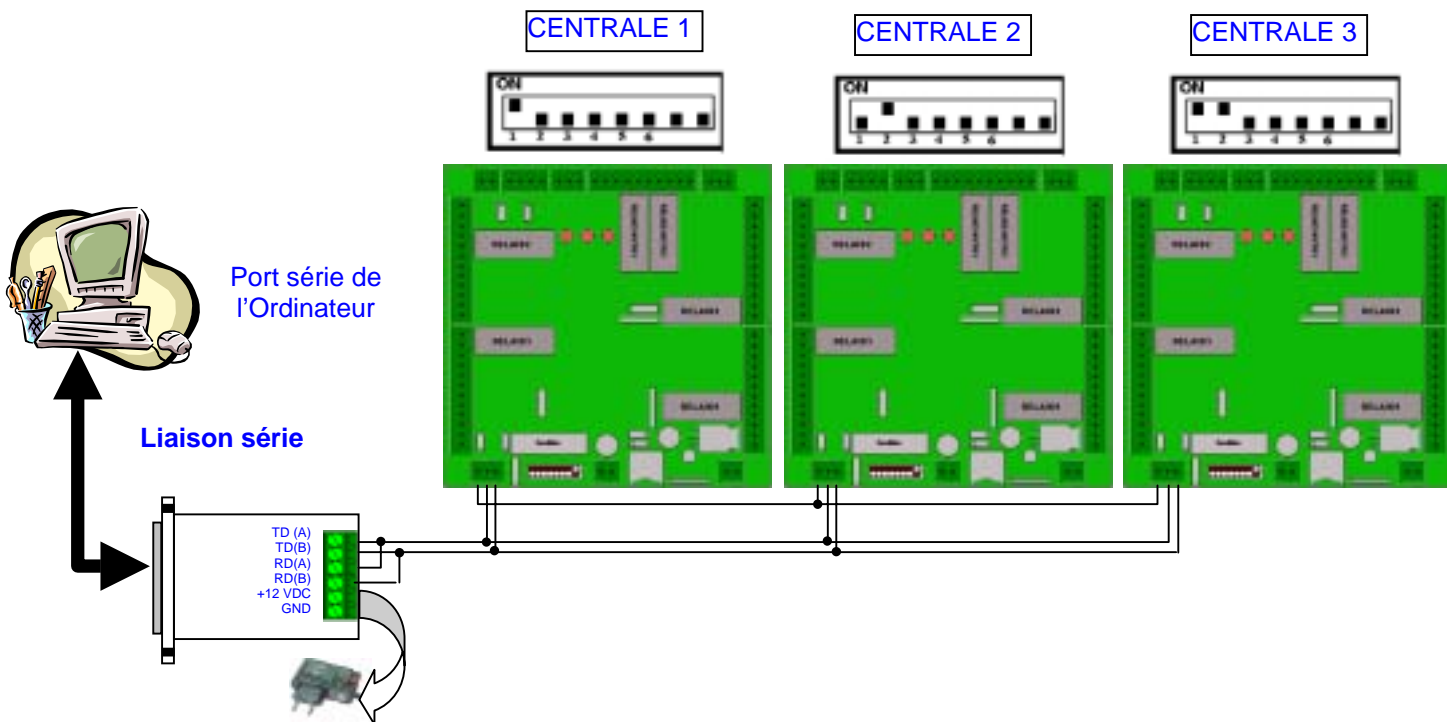 CENTRALE 1
CENTRALE 2
CENTRALE 3
ON
1 2 3 4 5 6
ON
1 2 3 4 5 6
ON
1 2 3 4 5 6
Port série de
l’Ordinateur
Liaison série
TD (A)
TD(B)
RD(A)
RD(B)
+12 VDC
GND